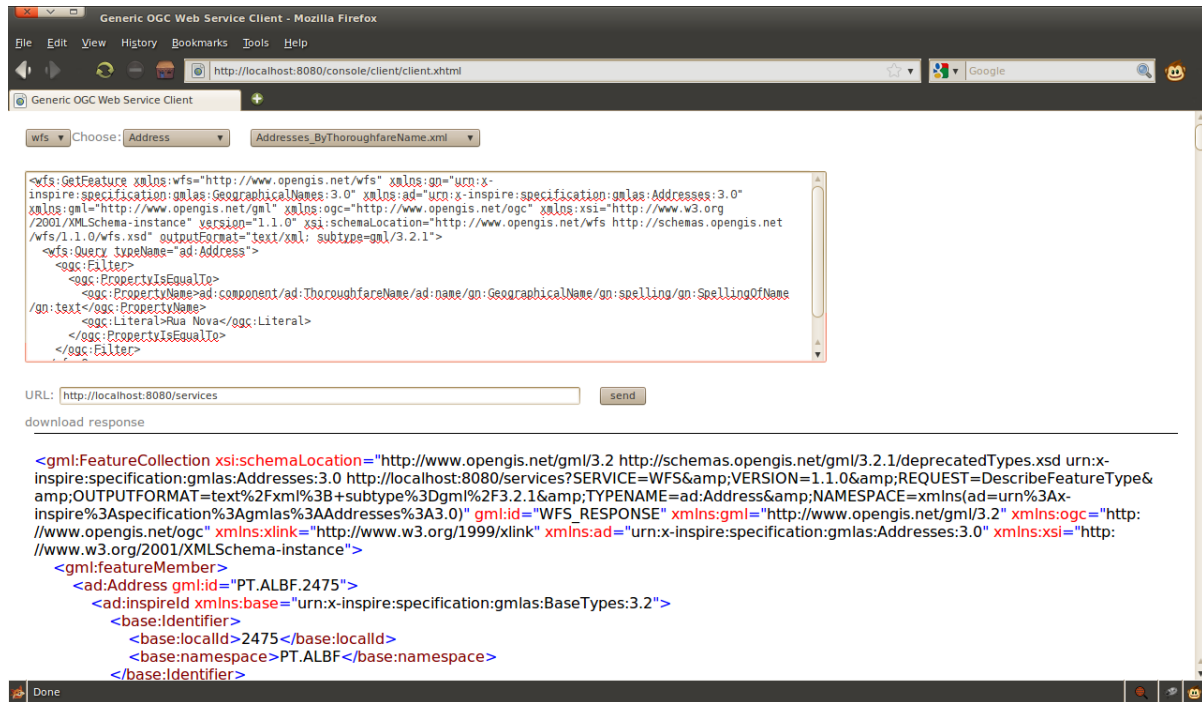 Generic OGC Web Service Client - Mozilla Firefox
File Edit View History Bookmarks Tools Help
http://localhost:8080/console/client/client.xhtml
Google
Generic OGC Web Service Client
wfs Choose: Address Addresses_ByThoroughfareName.xml
<wfs:GetFeature xmlns:wfs="http://www.opengis.net/wfs" xmlns:gn="urn:x-
inspire:specification:gmlas:GeographicalNames:3.0" xmlns:ad="urn:x-inspire:specification:gmlas:Addresses:3.0"
xmlns:gml="http://www.opengis.net/gml" xmlns:ogc="http://www.opengis.net/ogc" xmlns:xsi="http://www.w3.org
/2001/XMLSchema-instance" version="1.1.0" xsi:schemaLocation="http://www.opengis.net/wfs http://schemas.opengis.net
/wfs/1.1.0/wfs.xsd" outputFormat="text/xml; subtype=gml/3.2.1">
<wfs:Query typeName="ad:Address">
<ogc:Filter>
<ogc:PropertyIsEqualTo>
<ogc:PropertyName>ad:component/ad:ThoroughfareName/ad:name/gn:GeographicalName/gn:spelling/gn:SpellingOfName
/gn:text</ogc:PropertyName>
<ogc:Literal>Rua Nova</ogc:Literal>
</ogc:PropertyIsEqualTo>
</ogc:Filter>
URL: http://localhost:8080/services send
download response
<gml:FeatureCollection xsi:schemaLocation="http://www.opengis.net/gml/3.2 http://schemas.opengis.net/gml/3.2.1/deprecatedTypes.xsd urn:x-
inspire:specification:gmlas:Addresses:3.0 http://localhost:8080/services?SERVICE=WFS&amp;VERSION=1.1.0&amp;REQUEST=DescribeFeatureType&
amp;OUTPUTFORMAT=text%2Fxml%3B+subtype%3Dgml%2F3.2.1&amp;TYPENAME=ad:Address&amp;NAMESPACE=xmlns(ad=urn%3Ax-
inspire%3Aspecification%3Agmlas%3AAddresses%3A3.0)" gml:id="WFS_RESPONSE" xmlns:gml="http://www.opengis.net/gml/3.2" xmlns:ogc="http:
//www.opengis.net/ogc" xmlns:xlink="http://www.w3.org/1999/xlink" xmlns:ad="urn:x-inspire:specification:gmlas:Addresses:3.0" xmlns:xsi="http:
//www.w3.org/2001/XMLSchema-instance">
<gml:featureMember>
<ad:Address gml:id="PT.ALBF.2475">
<ad:inspireId xmlns:base="urn:x-inspire:specification:gmlas:BaseTypes:3.2">
<base:Identifier>
<base:localId>2475</base:localId>
<base:namespace>PT.ALBF</base:namespace>
</base:Identifier>
Done